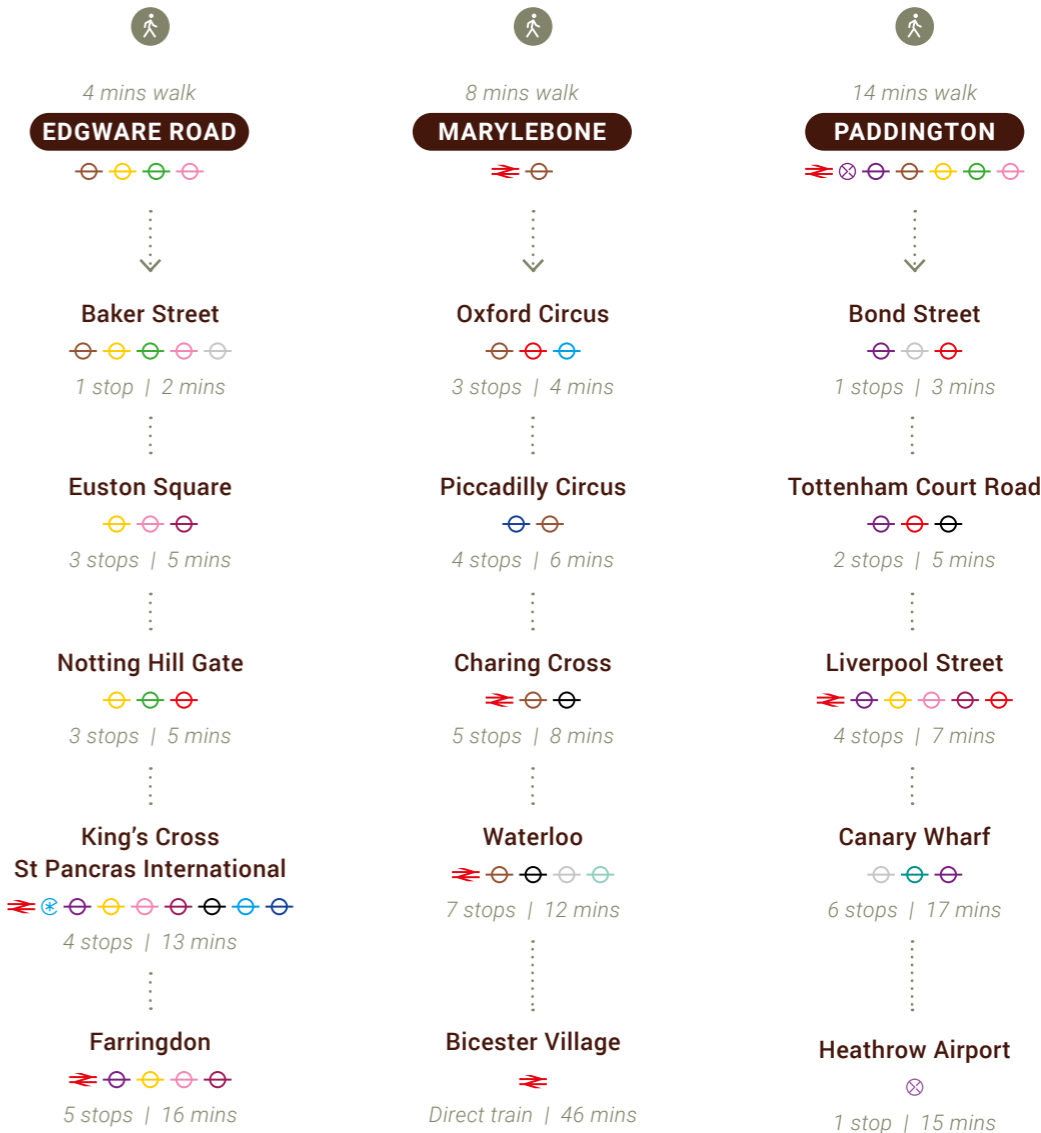 4 mins walk
EDGWARE ROAD
Baker Street
1 stop | 2 mins
Euston Square
3 stops | 5 mins
Notting Hill Gate
3 stops | 5 mins
King’s Cross
St Pancras International
4 stops | 13 mins
Farringdon
5 stops | 16 mins
8 mins walk
MARYLEBONE
Oxford Circus
3 stops | 4 mins
Piccadilly Circus
4 stops | 6 mins
Charing Cross
5 stops | 8 mins
Waterloo
7 stops | 12 mins
Bicester Village
Direct train | 46 mins
14 mins walk
PADDINGTON
Bond Street
1 stops | 3 mins
Tottenham Court Road
2 stops | 5 mins
Liverpool Street
4 stops | 7 mins
Canary Wharf
6 stops | 17 mins
Heathrow Airport
1 stop | 15 mins